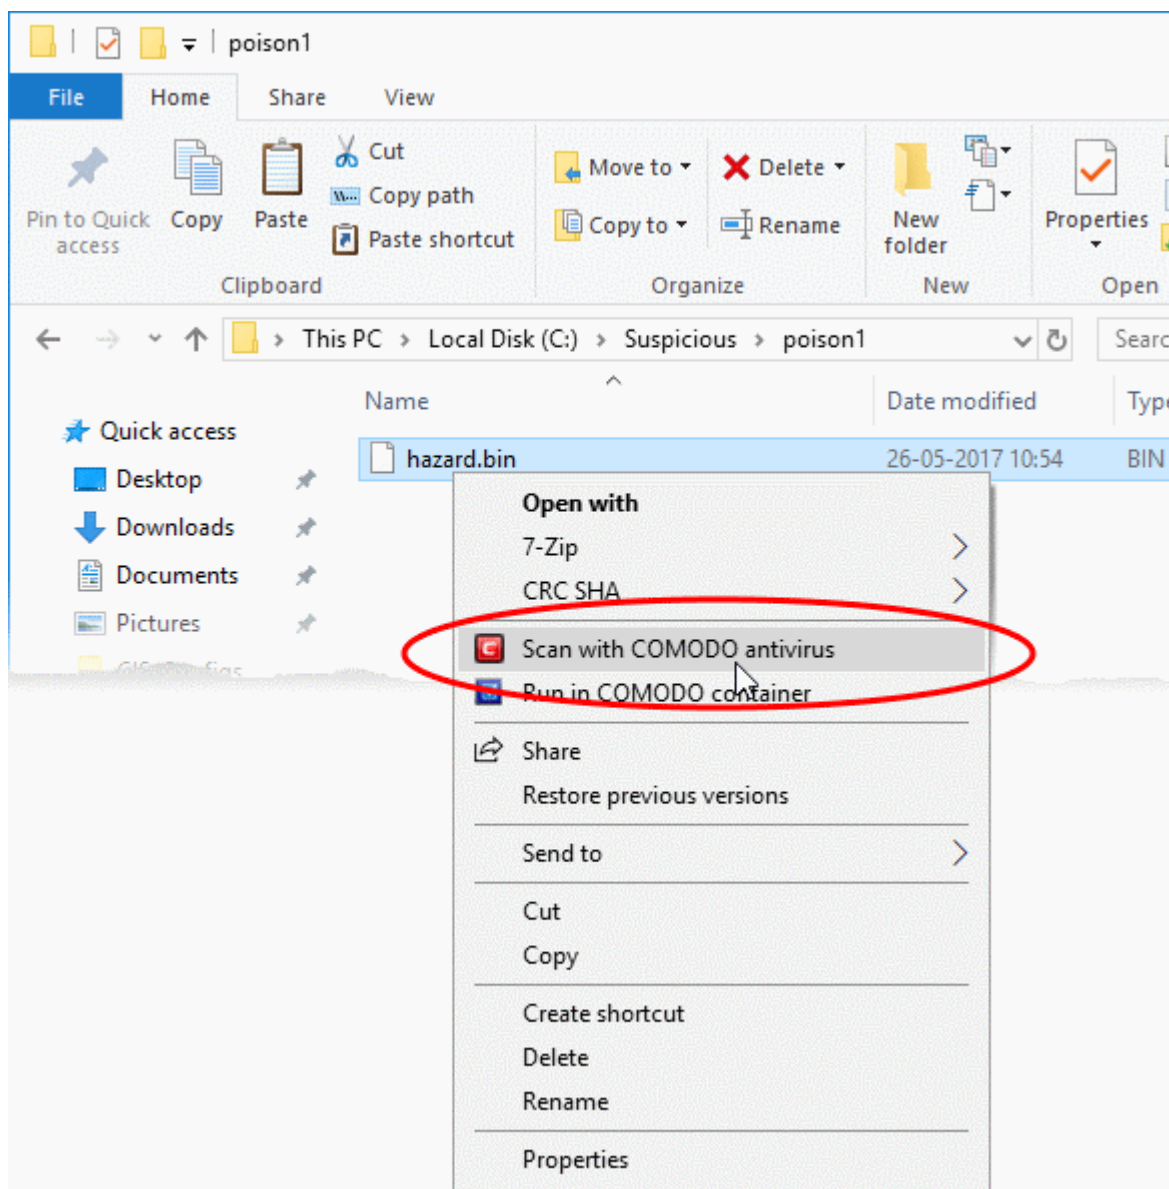 poison1
File Home Share View
Pin to Quick access
Copy
Paste
Cut
Copy path
Paste shortcut
Clipboard
Move to
Copy to
Delete
Rename
Organize
New folder
New
Properties
Open
This PC > Local Disk (C:) > Suspicious > poison1
Searc
Name Date modified Type
Quick access
Desktop
Downloads
Documents
Pictures
hazard.bin 26-05-2017 10:54 BIN
Open with
7-Zip
CRC SHA
Scan with COMODO antivirus
Run in COMODO container
Share
Restore previous versions
Send to
Cut
Copy
Create shortcut
Delete
Rename
Properties